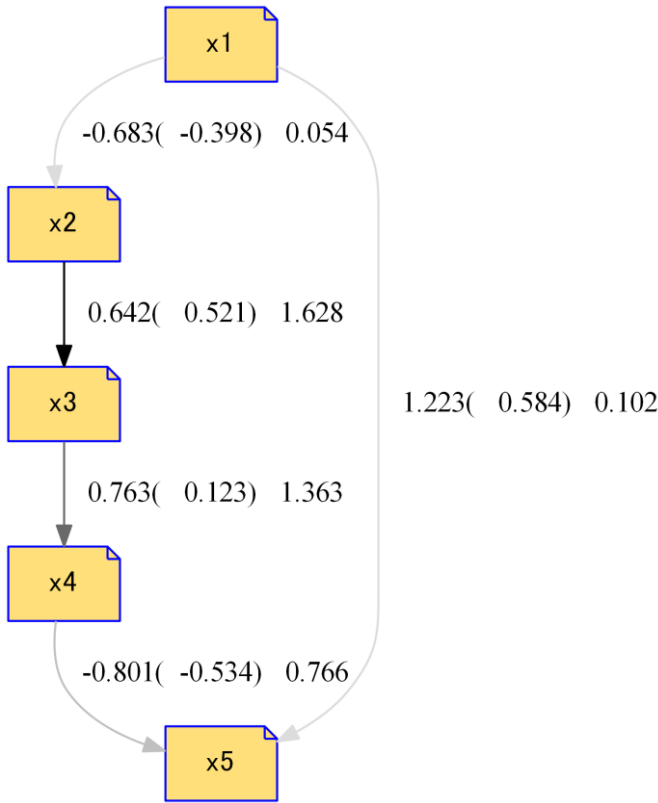 x1
-0.683( -0.398) 0.054
x2
0.642( 0.521) 1.628
x3
1.223( 0.584) 0.102
0.763( 0.123) 1.363
x4
-0.801( -0.534) 0.766
x5